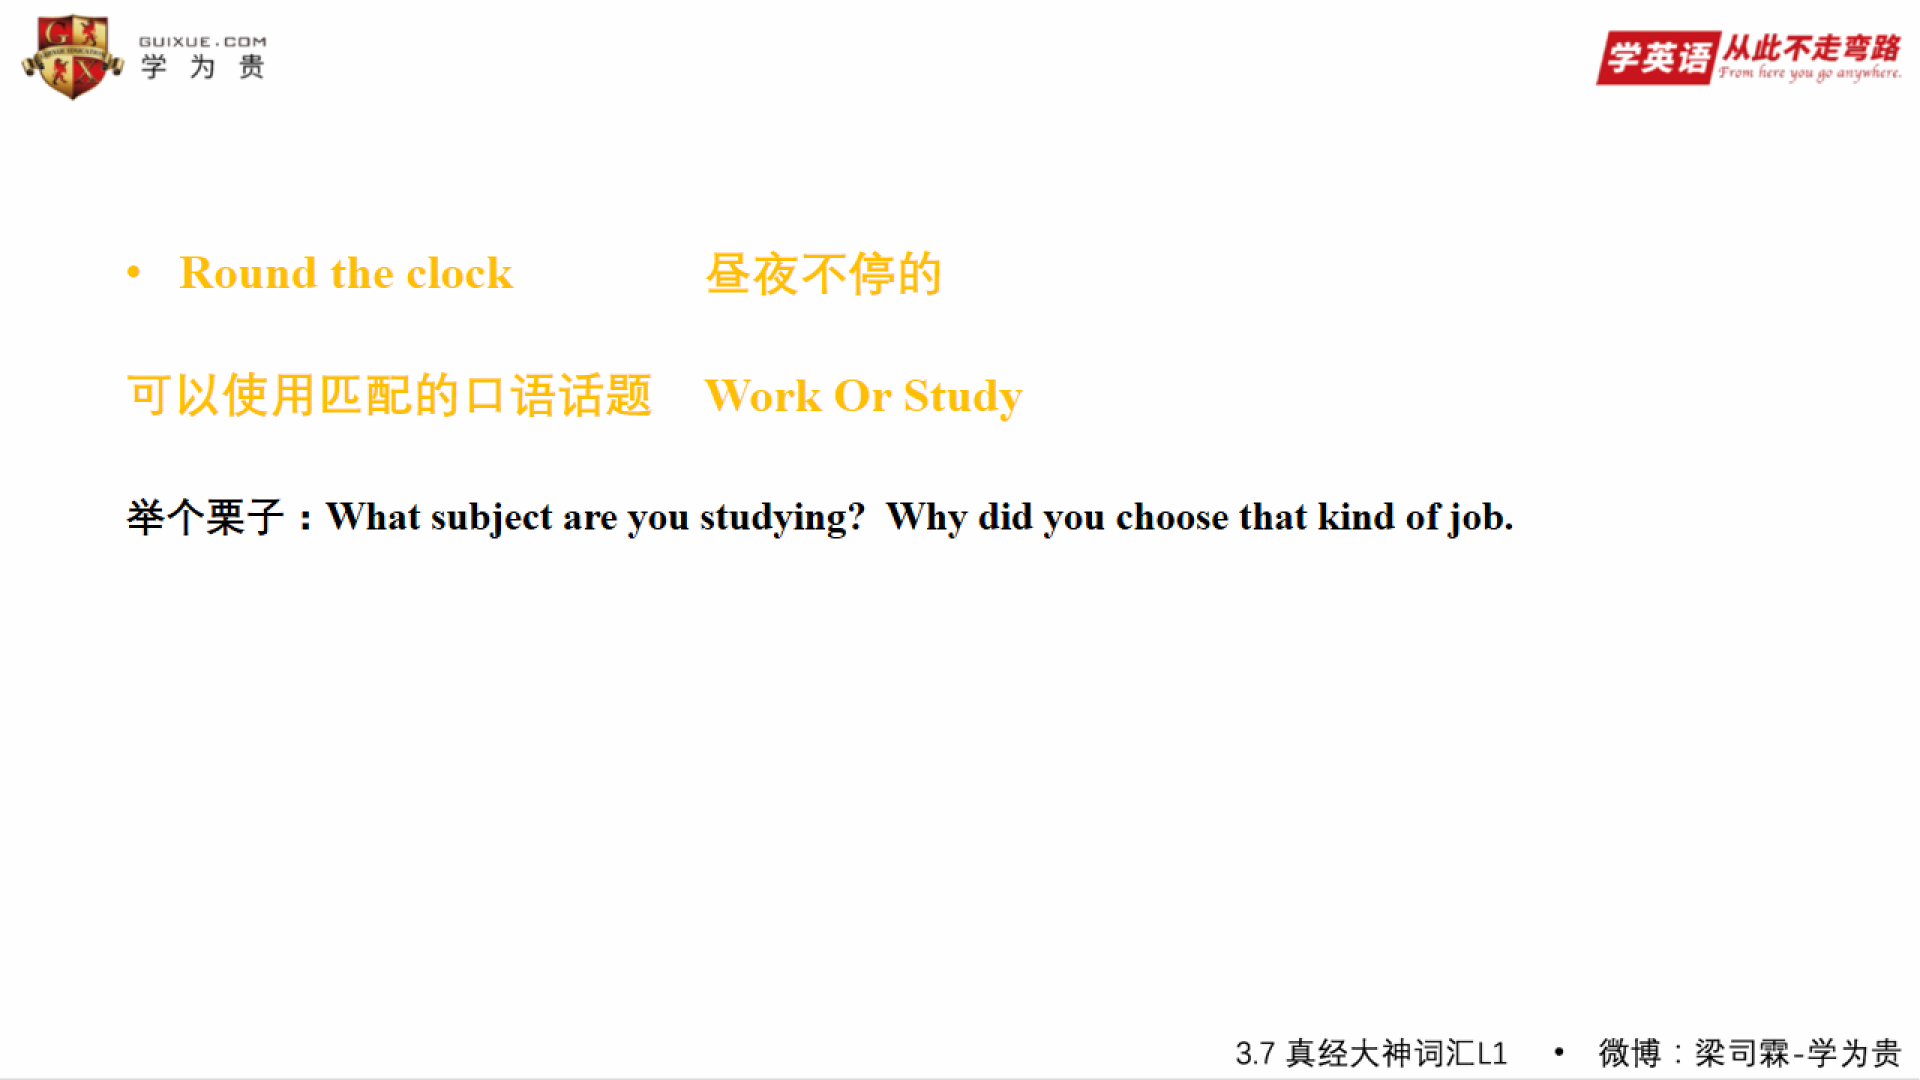 GUIXUE.COM
学为贵
学英语 从此不走弯路
From here you go anywhere.
• Round the clock 昼夜不停的
可以使用匹配的口语话题 Work Or Study
举个栗子：What subject are you studying? Why did you choose that kind of job.
3.7 真经大神词汇L1 • 微博：梁司霖-学为贵